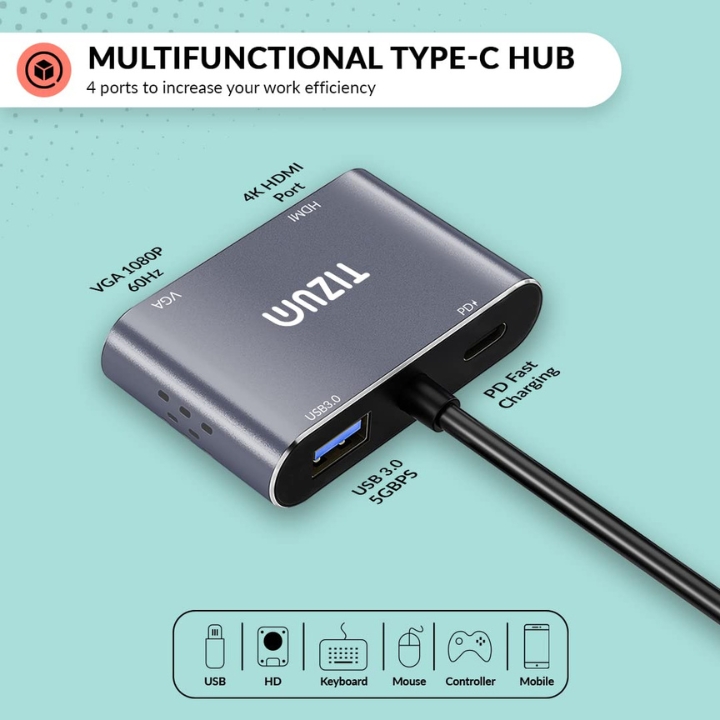 MULTIFUNCTIONAL TYPE-C HUB
4 ports to increase your work efficiency
4K HDMI
Port
HDMI
VGA 1080P
60Hz
VGA
TIZUM
PD
PD Fast
Charging
USB3.0
USB 3.0
5GBPS
USB
HD
Keyboard
Mouse
Controller
Mobile